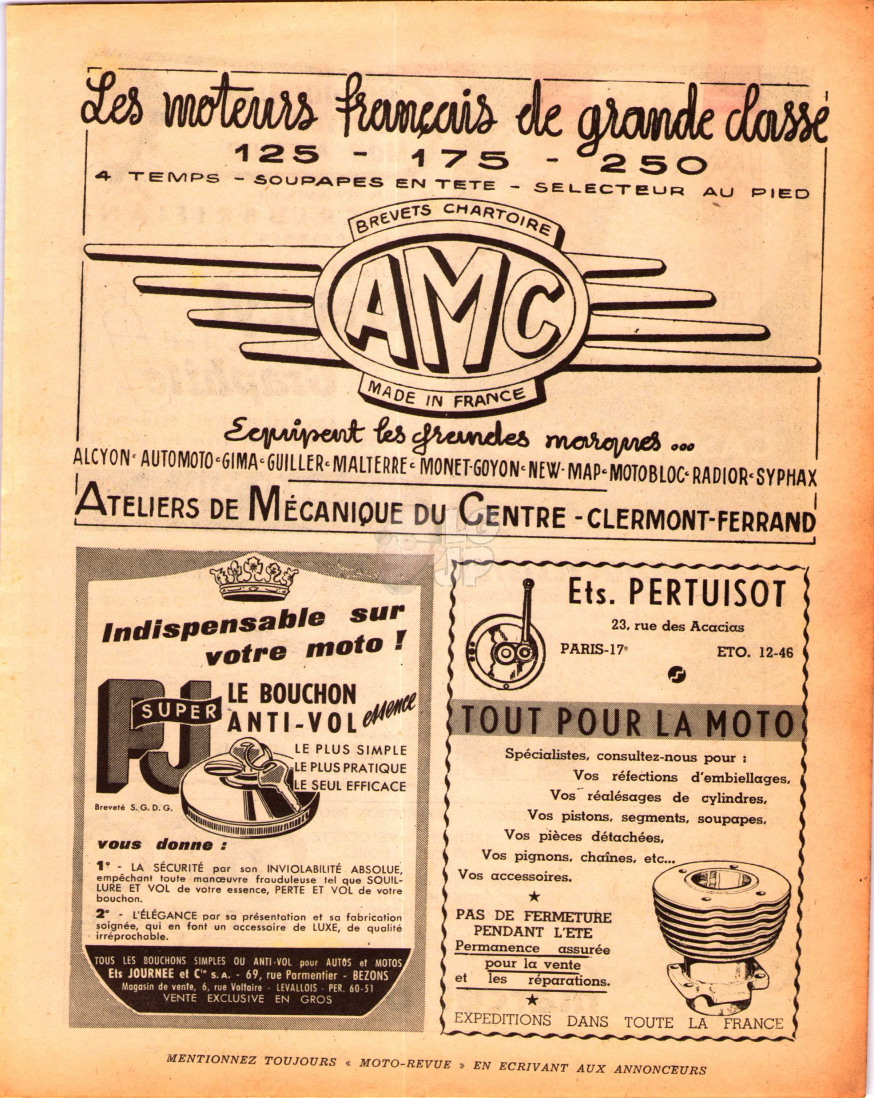 Les moteurs français de grande classe
125 - 175 - 250
4 TEMPS - SOUPAPES EN TETE - SELECTEUR AU PIED
BREVETS CHARTOIRE
AMC
MADE IN FRANCE
Equipent les grandes marques ...
ALCYON - AUTOMOTO - GIMA - GUILLER - MALTERRE - MONET-GOYON - NEW-MAP - MOTOBLOC - RADIOR - SYPHAX
ATELIERS DE MÉCANIQUE DU CENTRE - CLERMONT-FERRAND
Indispensable sur
votre moto !
SUPER
PJ
LE BOUCHON
ANTI-VOL essence
LE PLUS SIMPLE
LE PLUS PRATIQUE
LE SEUL EFFICACE
Breveté S.G.D.G.
vous donne :
1° - LA SÉCURITÉ par son INVIOLABILITÉ ABSOLUE,
empêchant toute manœuvre frauduleuse tel que SOUIL-
LURE ET VOL de votre essence, PERTE ET VOL de votre
bouchon.
2° - L'ÉLÉGANCE par sa présentation et sa fabrication
soignée, qui en font un accessoire de LUXE, de qualité
irréprochable.
TOUS LES BOUCHONS SIMPLES OU ANTI-VOL pour AUTOS et MOTOS
Ets JOURNEE et Cie s.a. - 69, rue Parmentier - BEZONS
Magasin de vente, 6, rue Voltaire - LEVALLOIS - PER. 60-51
VENTE EXCLUSIVE EN GROS
Ets. PERTUISOT
23, rue des Acacias
PARIS-17e ETO. 12-46
TOUT POUR LA MOTO
Spécialistes, consultez-nous pour :
Vos réfections d'embiellages,
Vos réalésages de cylindres,
Vos pistons, segments, soupapes,
Vos pièces détachées,
Vos pignons, chaînes, etc...
Vos accessoires.
PAS DE FERMETURE
PENDANT L'ETE
Permanence assurée
pour la vente
et les réparations.
EXPEDITIONS DANS TOUTE LA FRANCE
MENTIONNEZ TOUJOURS « MOTO-REVUE » EN ECRIVANT AUX ANNONCEURS